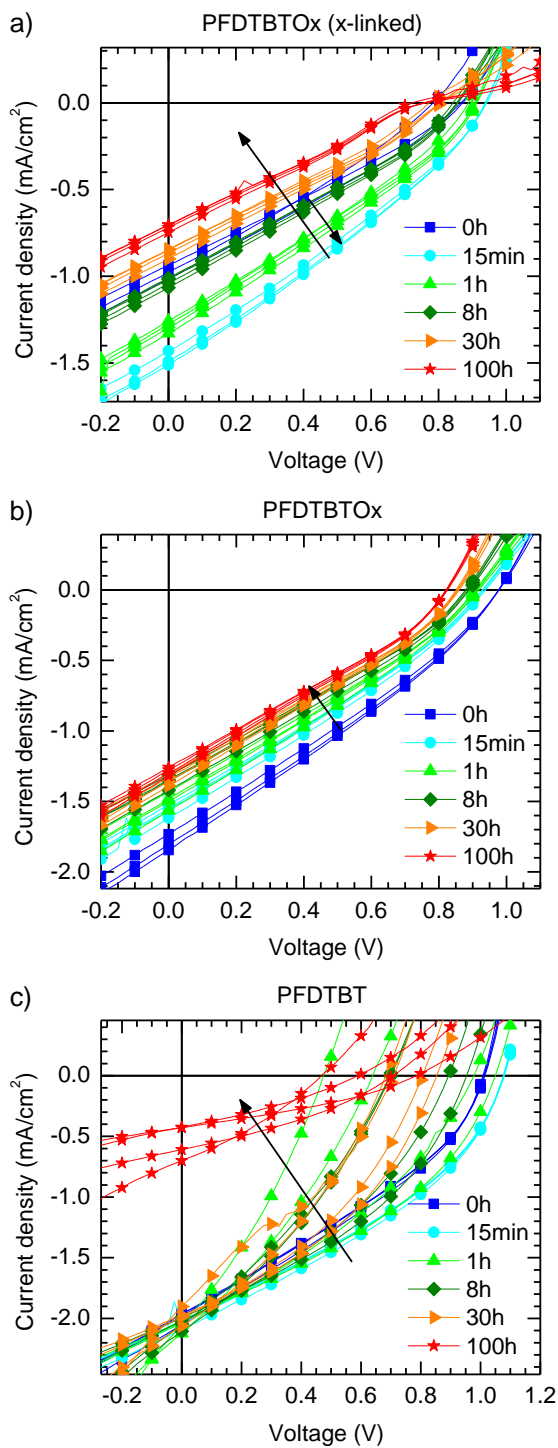 a)
PFDTBTOx (x-linked)
Current density (mA/cm²)
0.0
-0.5
-1.0
-1.5
0h
15min
1h
8h
30h
100h
-0.2 0.0 0.2 0.4 0.6 0.8 1.0
Voltage (V)
b)
PFDTBTOx
Current density (mA/cm²)
0.0
-0.5
-1.0
-1.5
-2.0
0h
15min
1h
8h
30h
100h
-0.2 0.0 0.2 0.4 0.6 0.8 1.0
Voltage (V)
c)
PFDTBT
Current density (mA/cm²)
0.0
-0.5
-1.0
-1.5
-2.0
0h
15min
1h
8h
30h
100h
-0.2 0.0 0.2 0.4 0.6 0.8 1.0 1.2
Voltage (V)